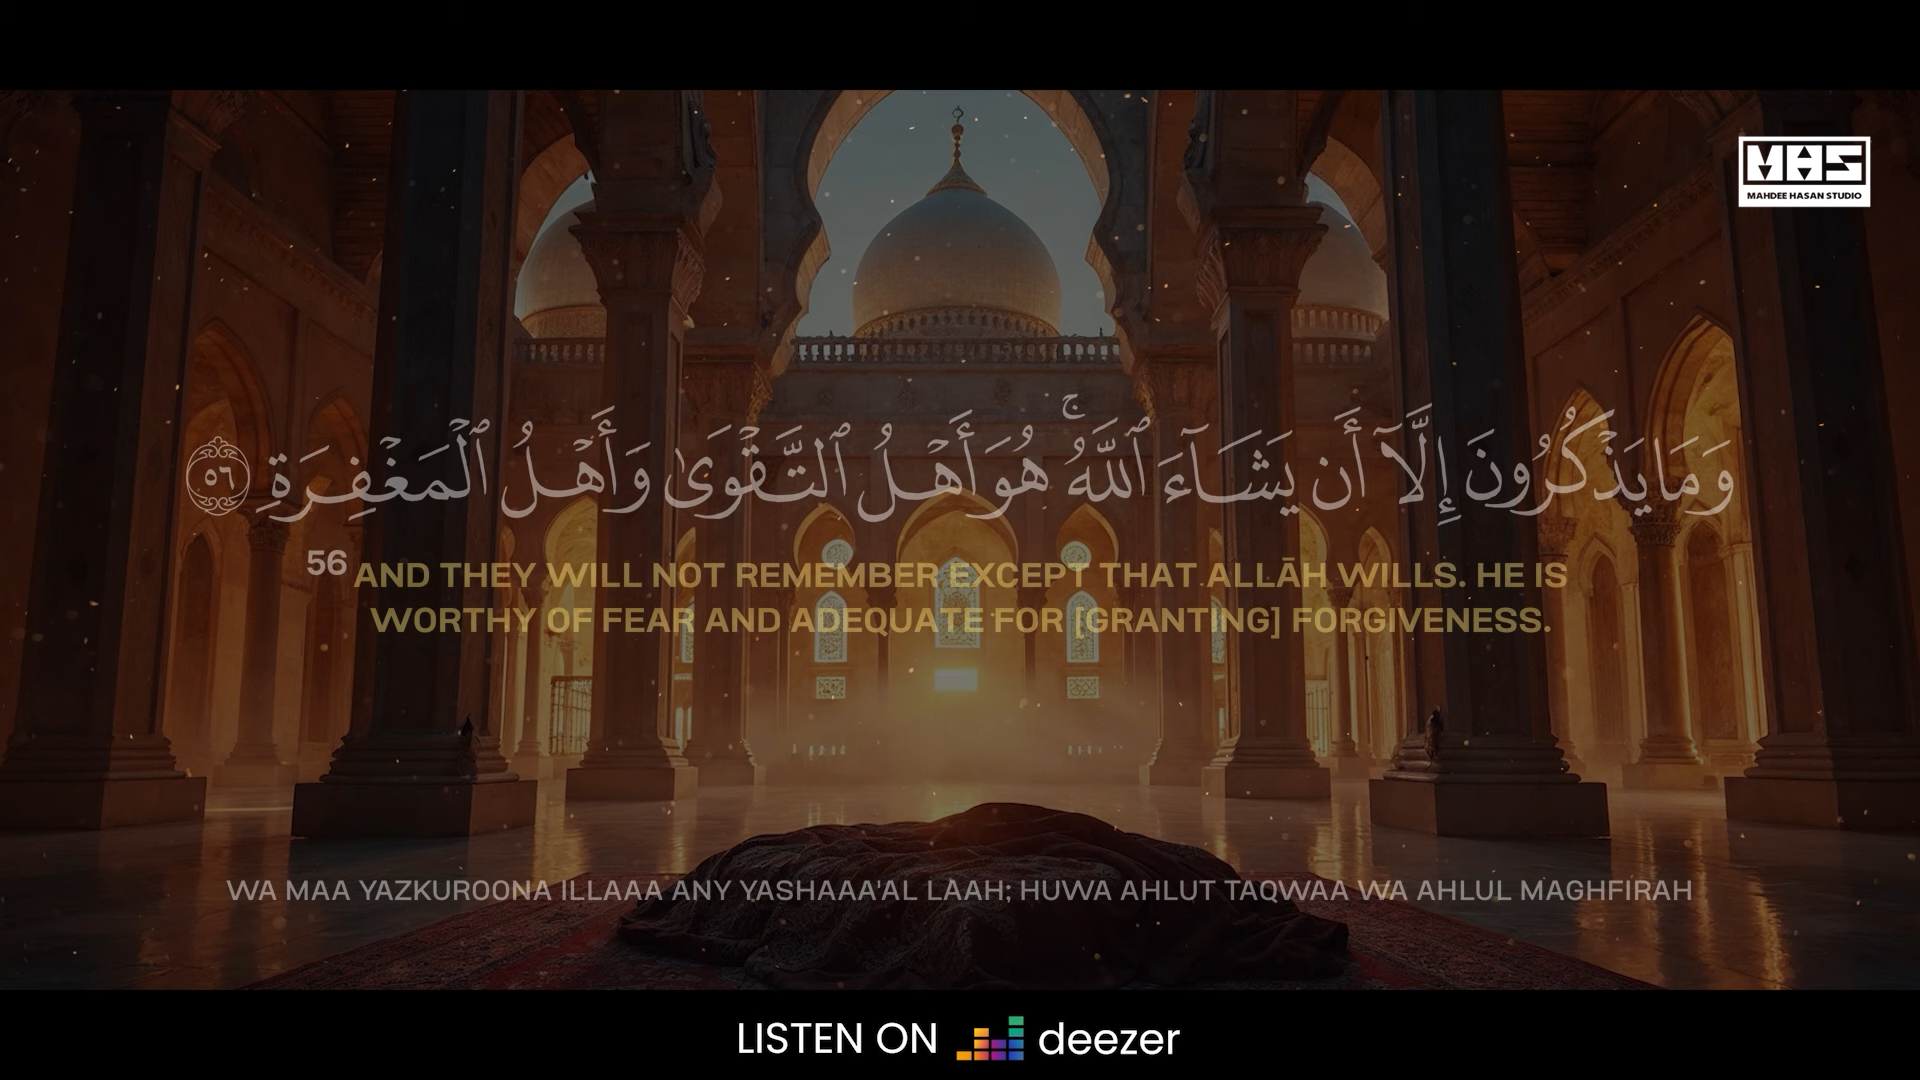 MHS
MAHDEE HASAN STUDIO
وَمَا يَذْكُرُونَ إِلَّآ أَن يَشَآءَ ٱللَّهُ ۚ هُوَ أَهْلُ ٱلتَّقْوَىٰ وَأَهْلُ ٱلْمَغْفِرَةِ ٥٦
56 AND THEY WILL NOT REMEMBER EXCEPT THAT ALLĀH WILLS. HE IS
WORTHY OF FEAR AND ADEQUATE FOR [GRANTING] FORGIVENESS.
WA MAA YAZKUROONA ILLAAA ANY YASHAAA'AL LAAH; HUWA AHLUT TAQWAA WA AHLUL MAGHFIRAH
LISTEN ON deezer